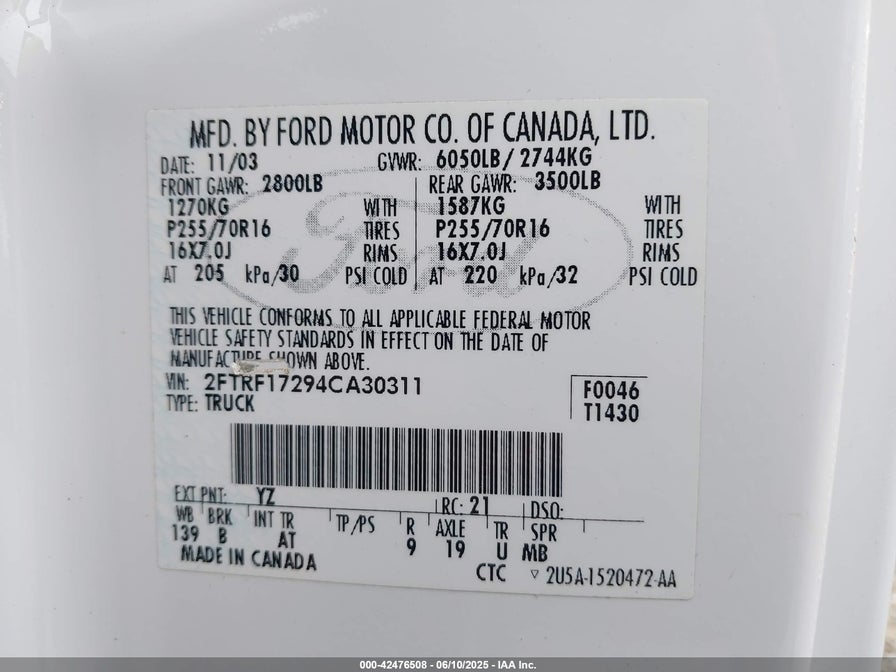 MFD. BY FORD MOTOR CO. OF CANADA, LTD.
DATE: 11/03 GVWR: 6050LB/ 2744KG
FRONT GAWR: 2800LB REAR GAWR: 3500LB
1270KG WITH 1587KG WITH
P255/70R16 TIRES P255/70R16 TIRES
16X7.0J RIMS 16X7.0J RIMS
AT 205 kPa/30 PSI COLD AT 220 kPa/32 PSI COLD
Ford
THIS VEHICLE CONFORMS TO ALL APPLICABLE FEDERAL MOTOR
VEHICLE SAFETY STANDARDS IN EFFECT ON THE DATE OF
MANUFACTURE SHOWN ABOVE.
VIN: 2FTRF17294CA30311 F0046
TYPE: TRUCK T1430
EXT PNT: YZ RC: 21 DSO:
WB BRK INT TR TP/PS R AXLE TR SPR
139 B AT 9 19 U MB
MADE IN CANADA
CTC ▽ 2U5A-1520472-AA
000-42476508 - 06/10/2025 - IAA Inc.